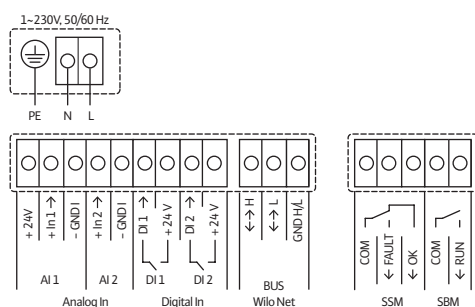 1~230V, 50/60 Hz
PE N L
+ 24V
+ In 1 →
- GND I
+ In 2 →
- GND I
DI 1 →
+ 24 V
DI 2 →
+ 24 V
←→ H
←→ L
GND H/L
COM
← FAULT
← OK
COM
← RUN
AI 1 AI 2 DI 1 DI 2 BUS
Analog In Digital In Wilo Net SSM SBM